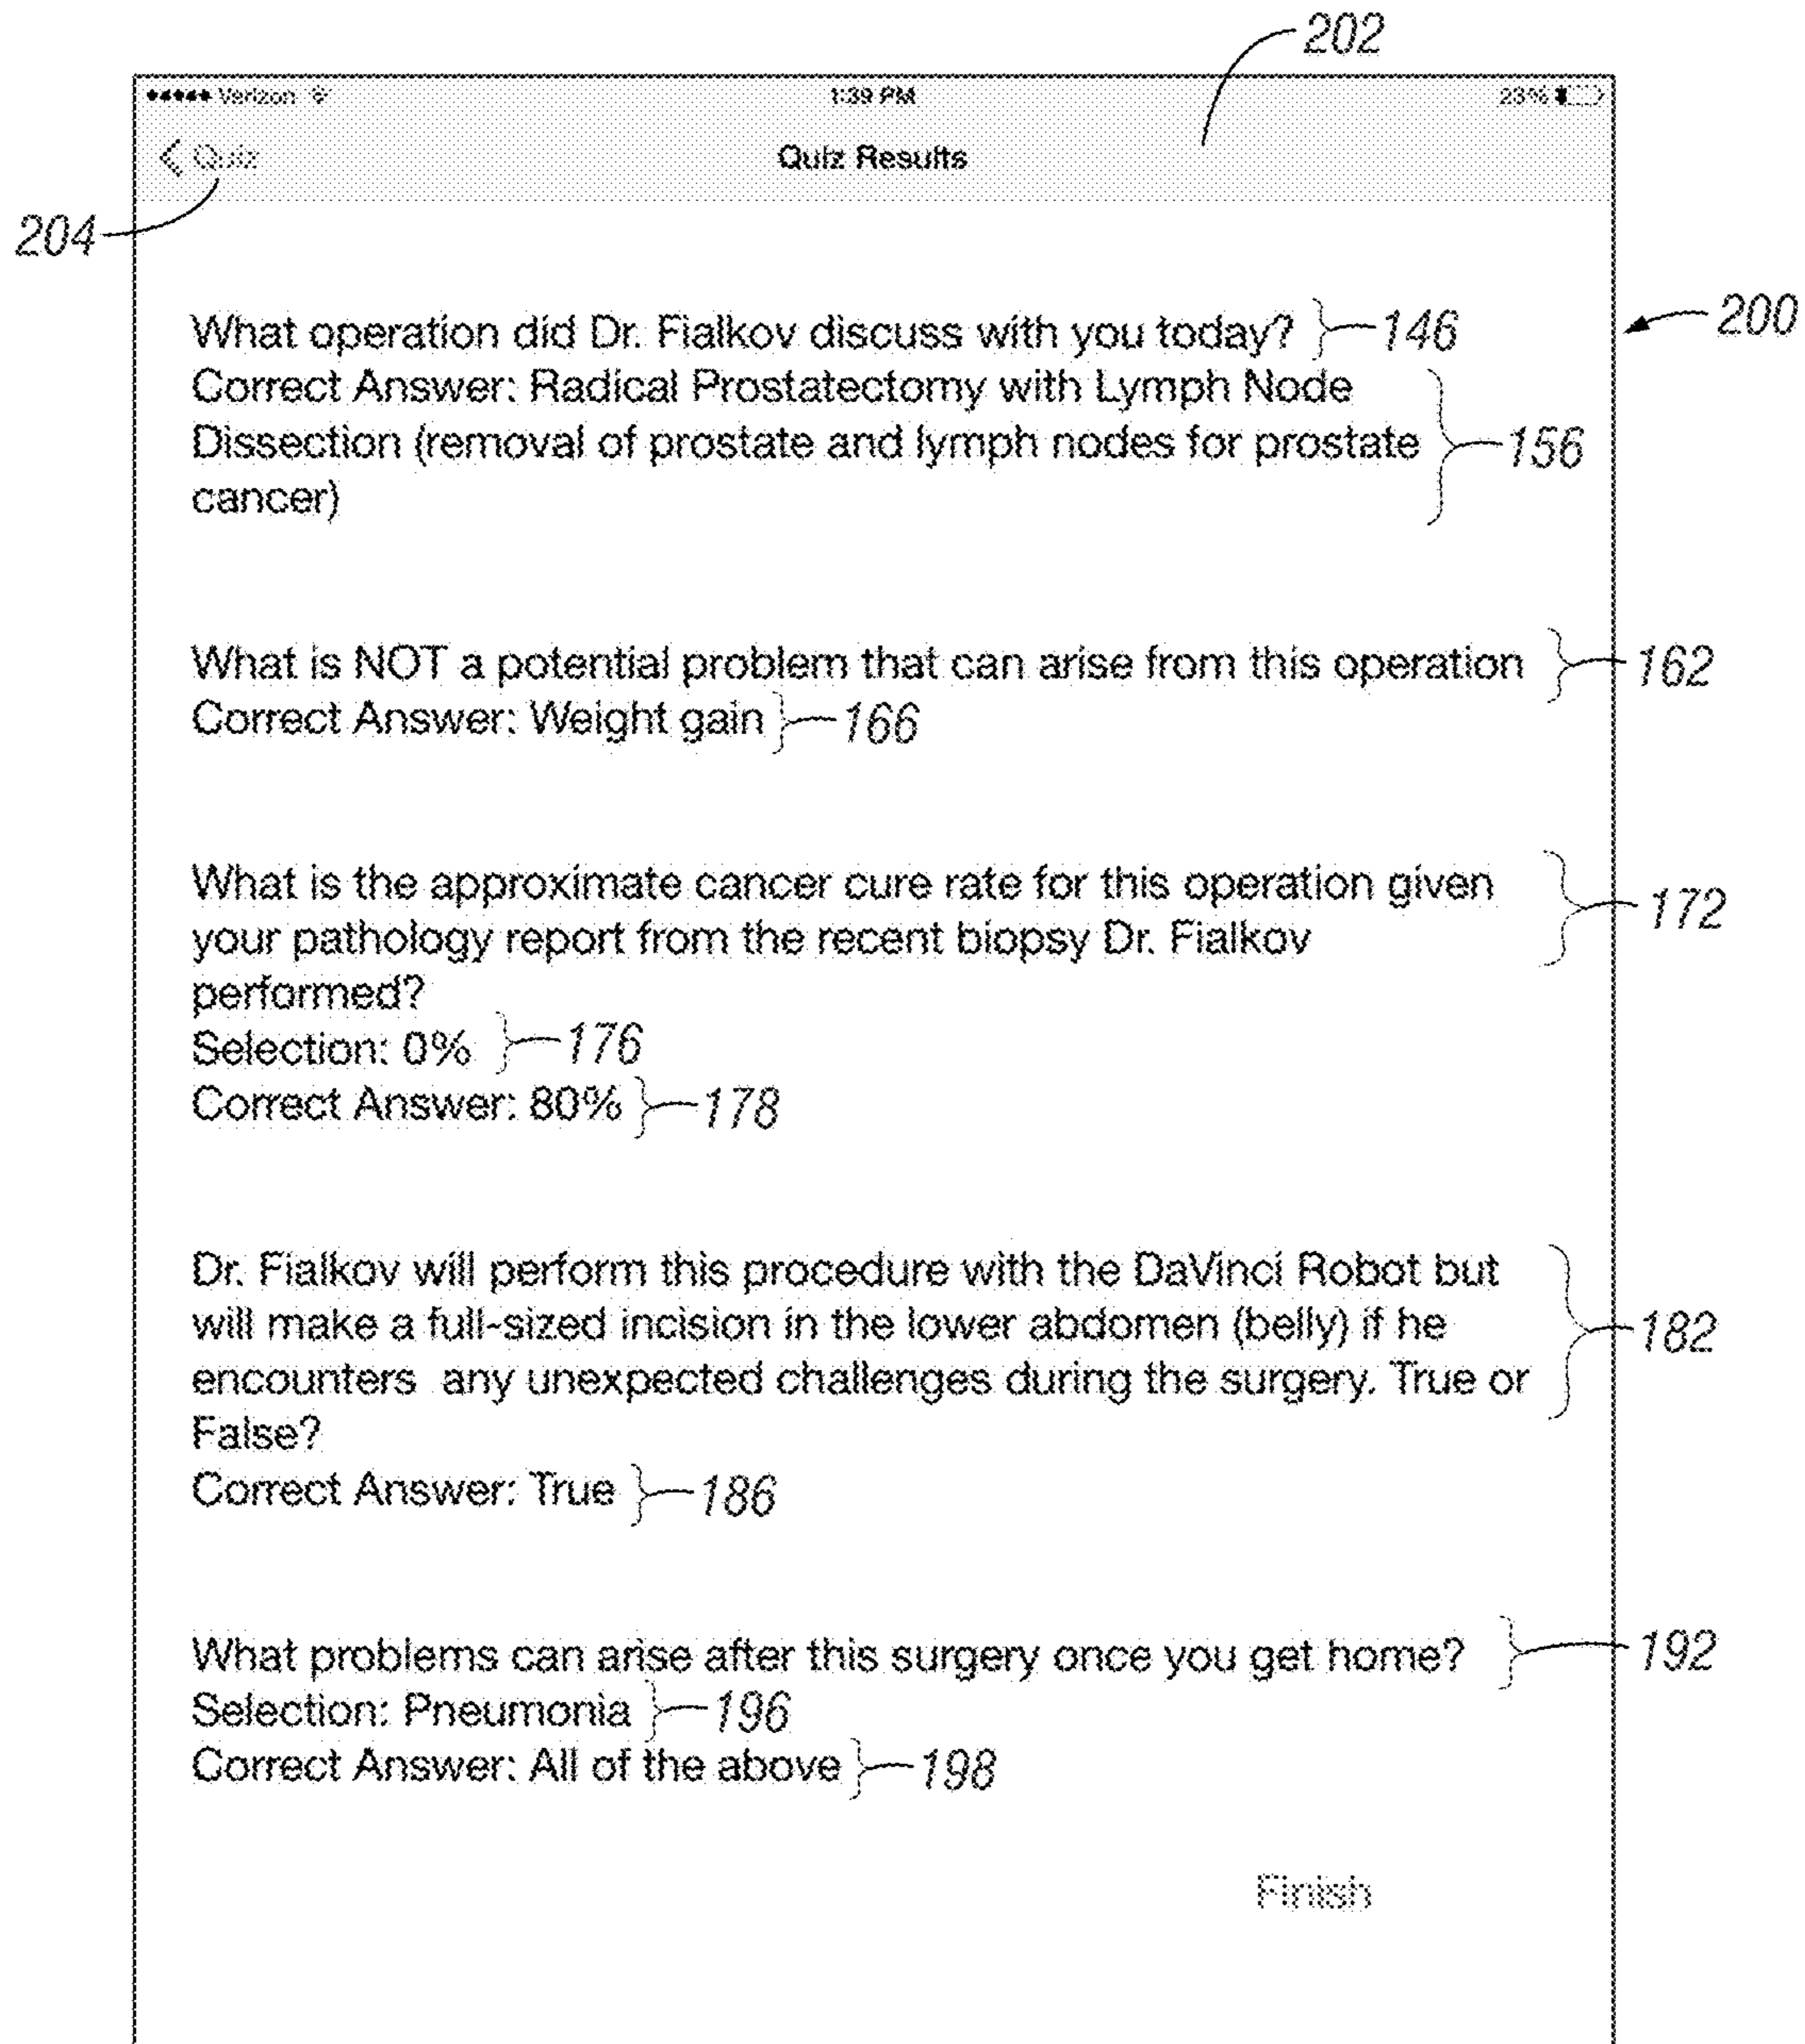 202
Verizon 1:39 PM 23%
Quiz Quiz Results
204
200
What operation did Dr. Fialkov discuss with you today? 146
Correct Answer: Radical Prostatectomy with Lymph Node
Dissection (removal of prostate and lymph nodes for prostate 156
cancer)
What is NOT a potential problem that can arise from this operation 162
Correct Answer: Weight gain 166
What is the approximate cancer cure rate for this operation given 172
your pathology report from the recent biopsy Dr. Fialkov
performed?
Selection: 0% 176
Correct Answer: 80% 178
Dr. Fialkov will perform this procedure with the DaVinci Robot but
will make a full-sized incision in the lower abdomen (belly) if he 182
encounters any unexpected challenges during the surgery. True or
False?
Correct Answer: True 186
What problems can arise after this surgery once you get home? 192
Selection: Pneumonia 196
Correct Answer: All of the above 198
Finish